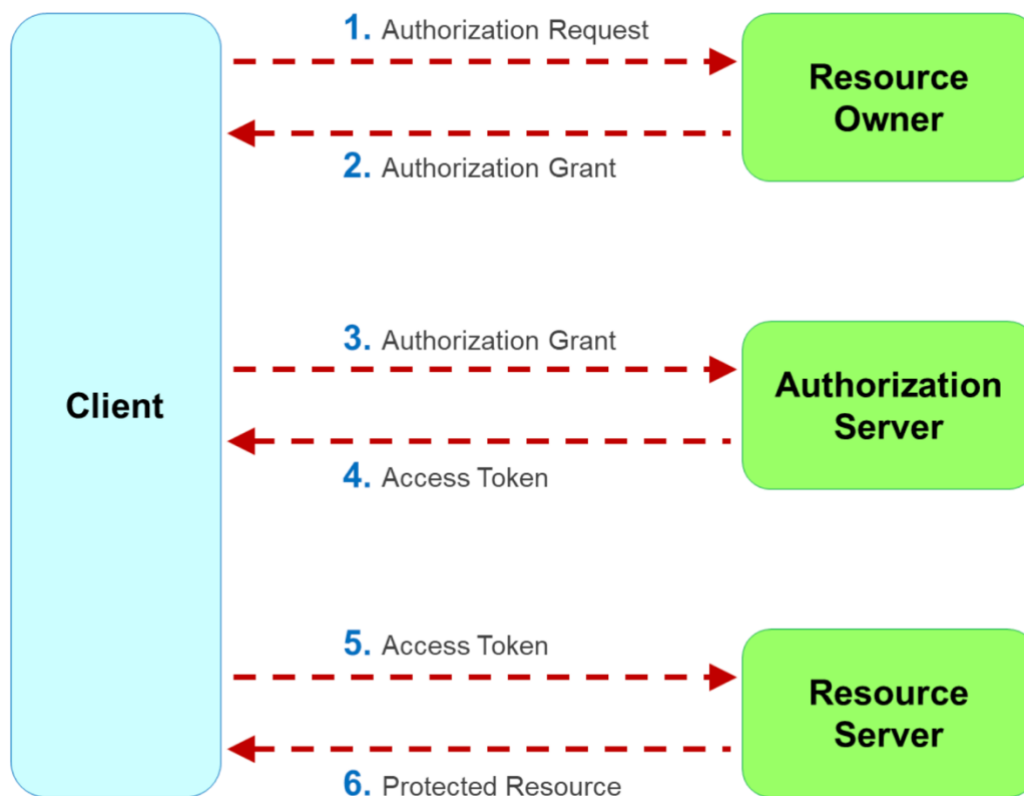 1. Authorization Request
Resource
Owner
2. Authorization Grant
3. Authorization Grant
Client
Authorization
Server
4. Access Token
5. Access Token
Resource
Server
6. Protected Resource